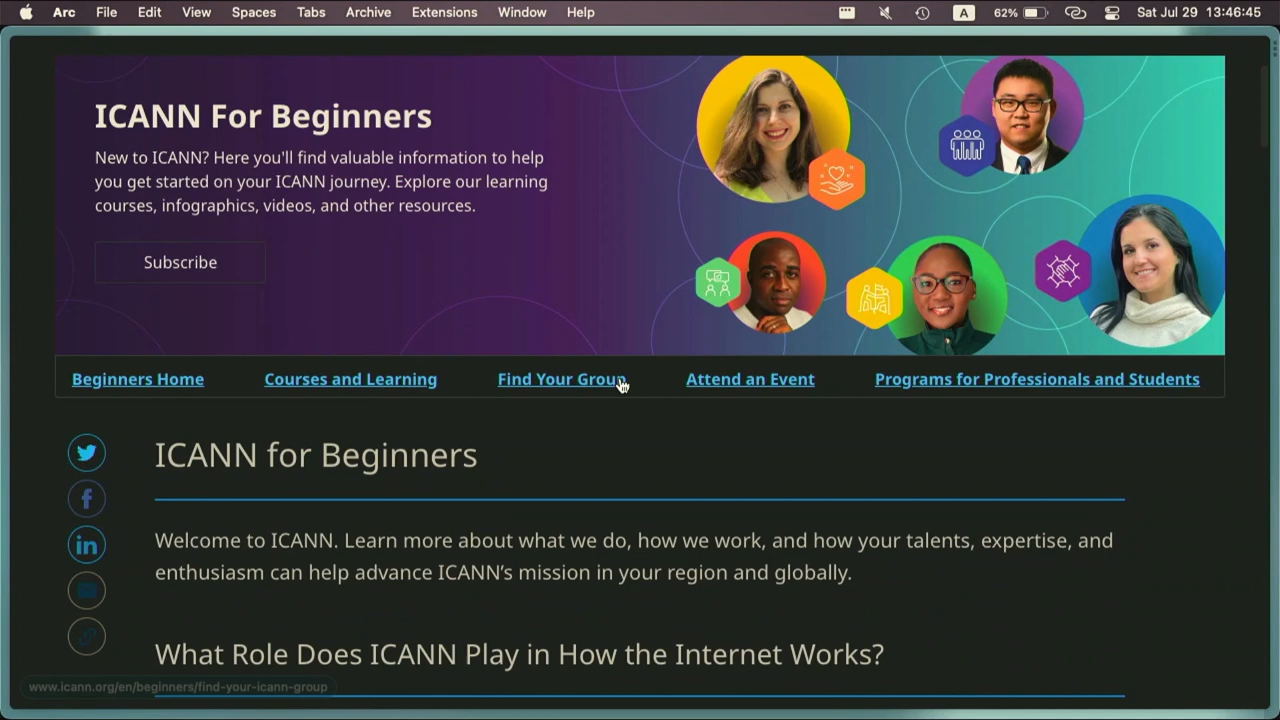 Arc File Edit View Spaces Tabs Archive Extensions Window Help A 62% Sat Jul 29 13:46:45
ICANN For Beginners
New to ICANN? Here you'll find valuable information to help
you get started on your ICANN journey. Explore our learning
courses, infographics, videos, and other resources.
Subscribe
Beginners Home Courses and Learning Find Your Group Attend an Event Programs for Professionals and Students
ICANN for Beginners
Welcome to ICANN. Learn more about what we do, how we work, and how your talents, expertise, and
enthusiasm can help advance ICANN’s mission in your region and globally.
What Role Does ICANN Play in How the Internet Works?
www.icann.org/en/beginners/find-your-icann-group